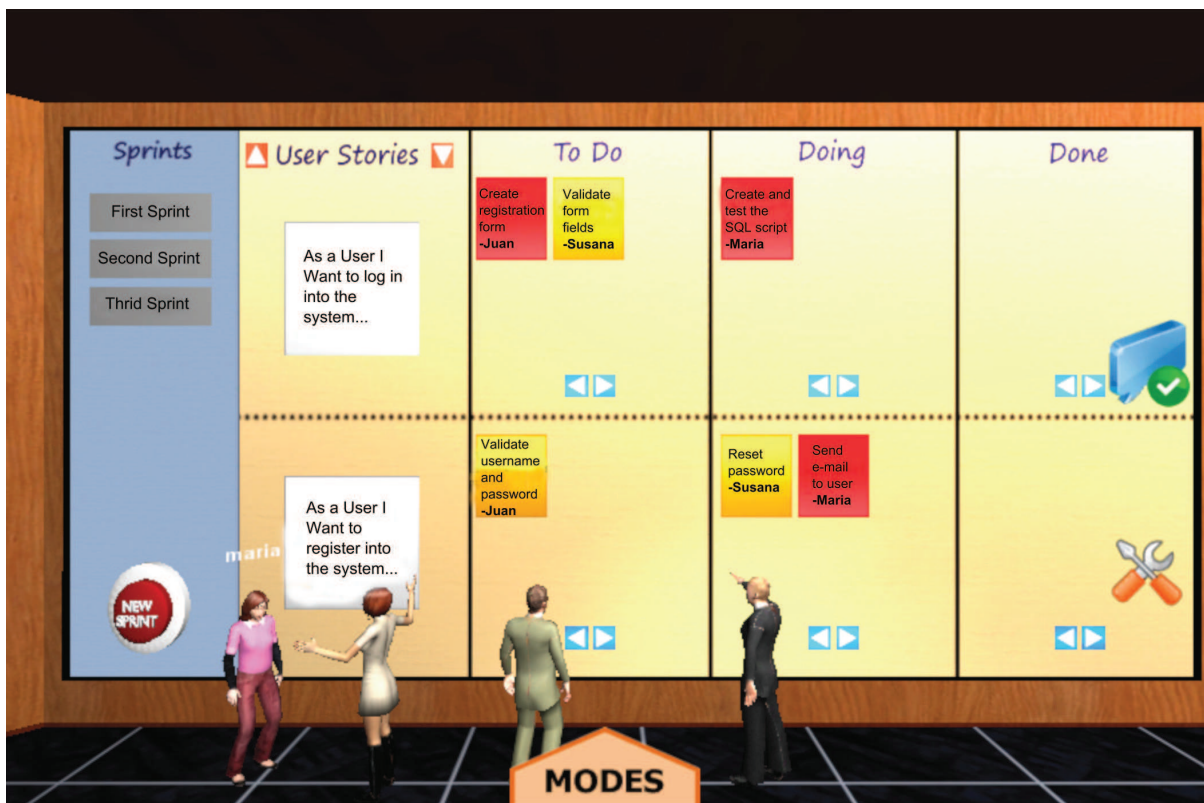 Sprints
User Stories
To Do
Doing
Done
First Sprint
Second Sprint
Thrid Sprint
As a User I
Want to log in
into the
system...
Create
registration
form
-Juan
Validate
form
fields
-Susana
Create and
test the
SQL script
-Maria
As a User I
Want to
register into
the system...
Validate
username
and
password
-Juan
Reset
password
-Susana
Send
e-mail
to user
-Maria
maria
NEW
SPRINT
MODES